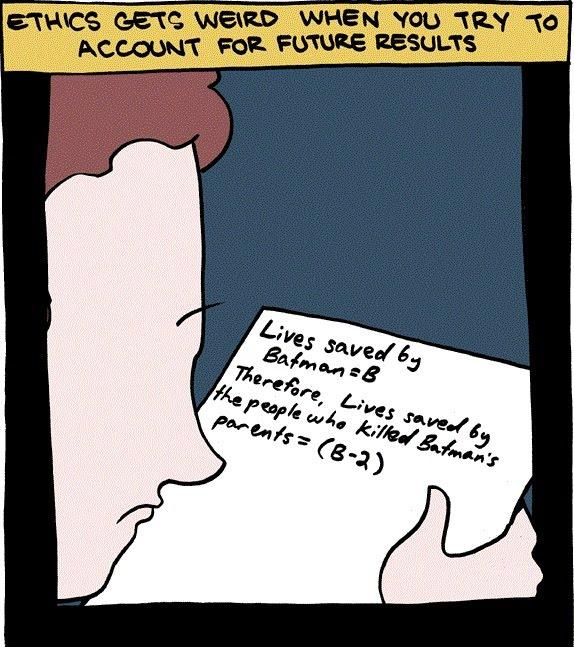 ETHICS GETS WEIRD WHEN YOU TRY TO
ACCOUNT FOR FUTURE RESULTS
Lives saved by
Batman = B
Therefore, Lives saved by
the people who killed Batman's
parents = (B-2)